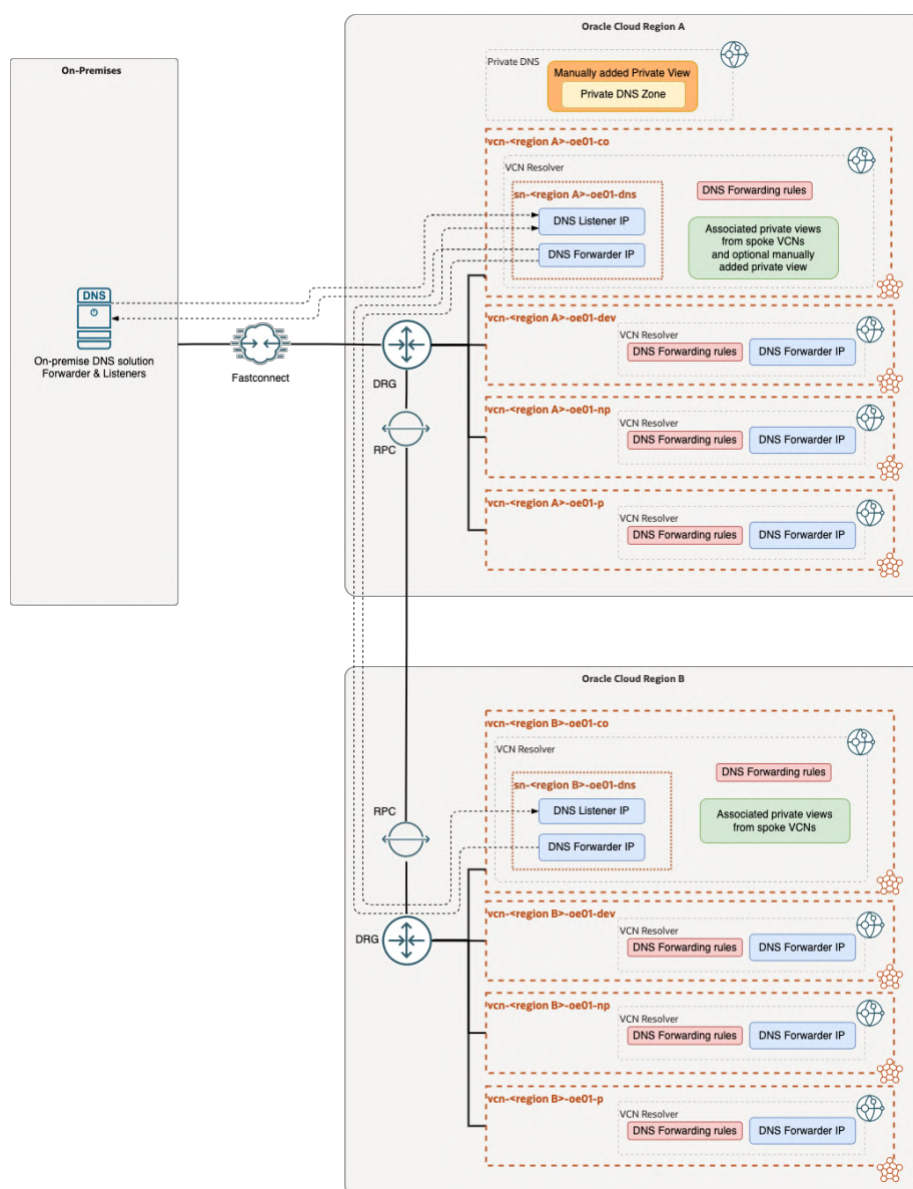 Oracle Cloud Region A
On-Premises
Private DNS
Manually added Private View
Private DNS Zone
vcn-<region A>-oe01-co
VCN Resolver
sn-<region A>-oe01-dns
DNS Listener IP
DNS Forwarder IP
DNS Forwarding rules
Associated private views
from spoke VCNs
and optional manually
added private view
DNS
On-premise DNS solution
Forwarder & Listeners
Fastconnect
DRG
RPC
vcn-<region A>-oe01-dev
VCN Resolver
DNS Forwarding rules
DNS Forwarder IP
vcn-<region A>-oe01-np
VCN Resolver
DNS Forwarding rules
DNS Forwarder IP
vcn-<region A>-oe01-p
VCN Resolver
DNS Forwarding rules
DNS Forwarder IP
Oracle Cloud Region B
vcn-<region B>-oe01-co
VCN Resolver
sn-<region B>-oe01-dns
DNS Listener IP
DNS Forwarder IP
DNS Forwarding rules
Associated private views
from spoke VCNs
RPC
DRG
vcn-<region B>-oe01-dev
VCN Resolver
DNS Forwarding rules
DNS Forwarder IP
vcn-<region B>-oe01-np
VCN Resolver
DNS Forwarding rules
DNS Forwarder IP
vcn-<region B>-oe01-p
VCN Resolver
DNS Forwarding rules
DNS Forwarder IP